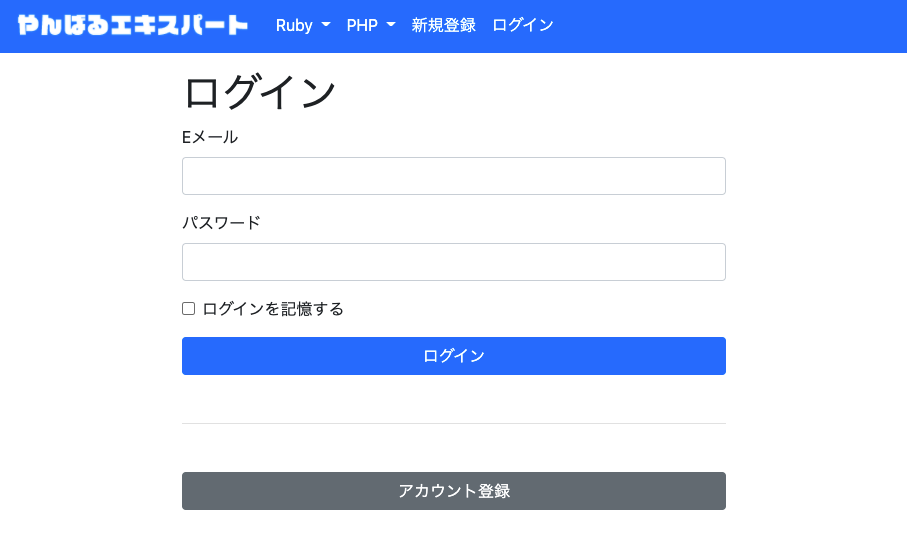 やんばるエキスパート Ruby PHP 新規登録 ログイン
ログイン
Eメール
パスワード
ログインを記憶する
ログイン
アカウント登録